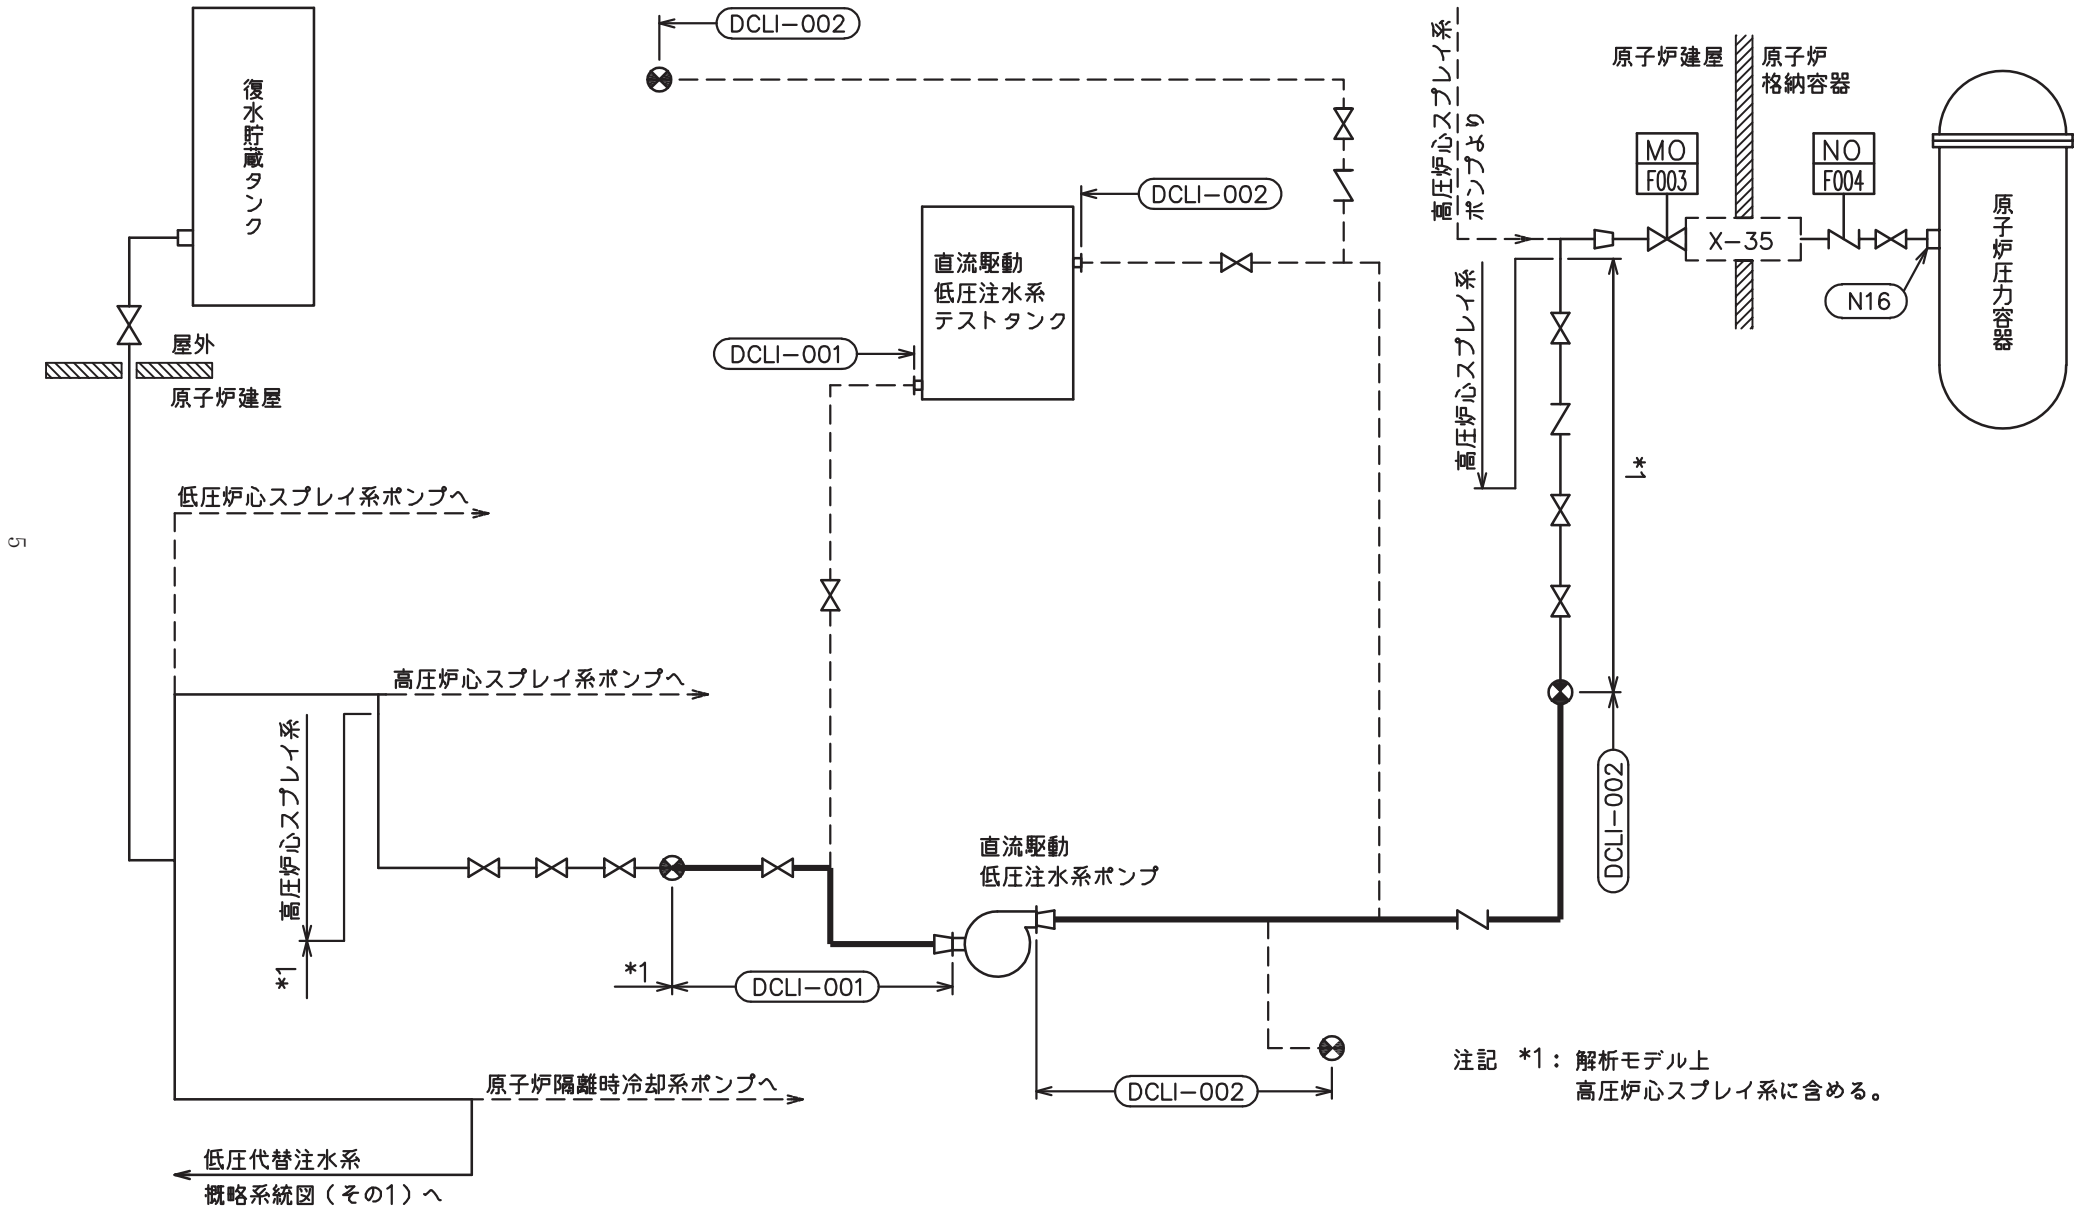 DCLI-002
復水貯蔵タンク
高圧炉心スプレイ系
ポンプより
原子炉建屋
原子炉
格納容器
MO
F003
NO
F004
X-35
N16
原子炉圧力容器
DCLI-002
直流駆動
低圧注水系
テストタンク
DCLI-001
屋外
原子炉建屋
高圧炉心スプレイ系
*1
低圧炉心スプレイ系ポンプへ
5
高圧炉心スプレイ系ポンプへ
高圧炉心スプレイ系
*1
DCLI-002
直流駆動
低圧注水系ポンプ
*1
DCLI-001
DCLI-002
原子炉隔離時冷却系ポンプへ
低圧代替注水系
概略系統図(その1)へ
注記 *1:解析モデル上
高圧炉心スプレイ系に含める。